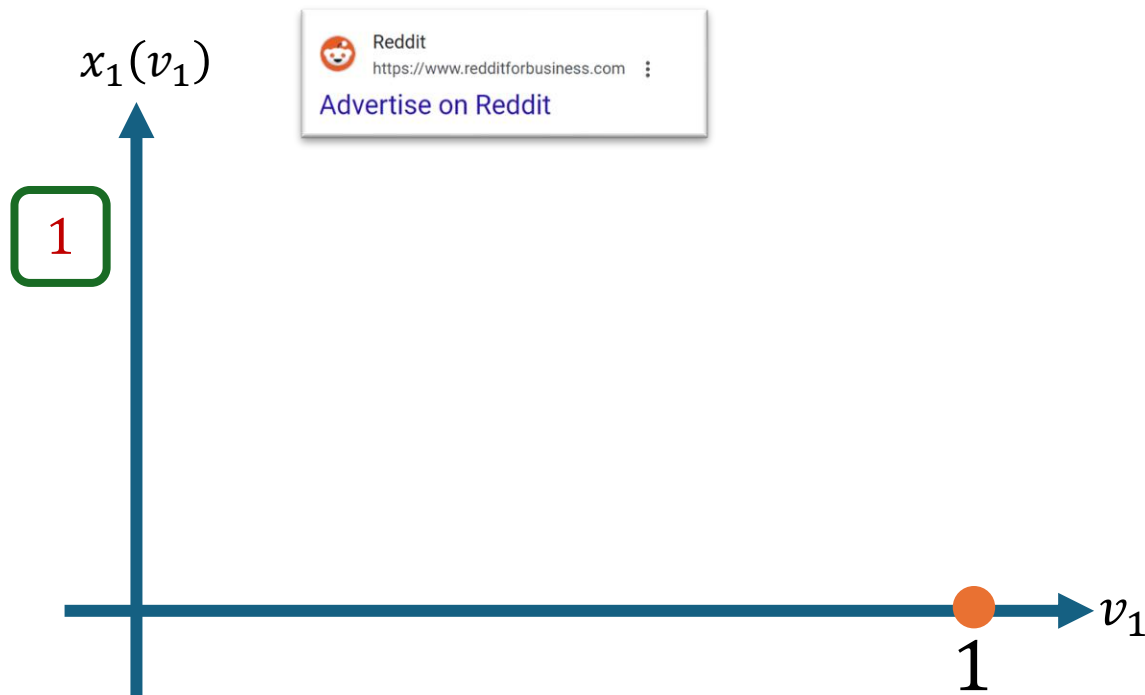 Reddit
https://www.redditforbusiness.com
Advertise on Reddit
x₁(v₁)
1
v₁
1